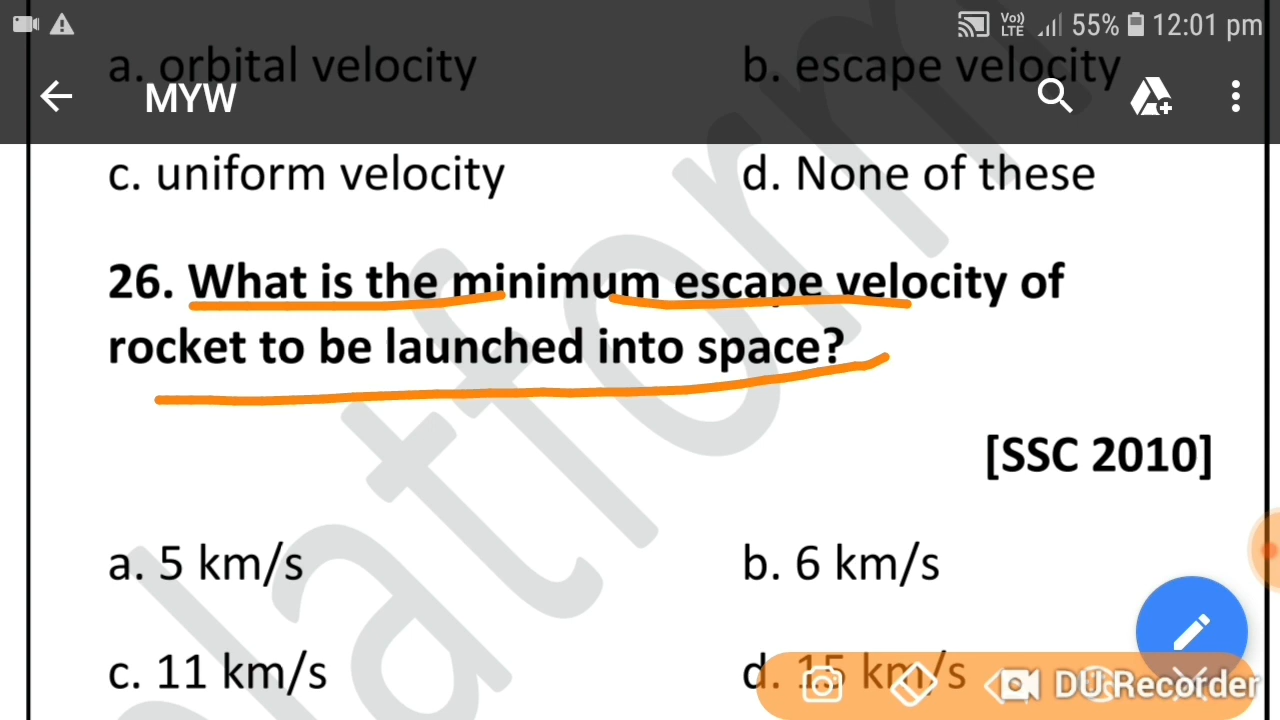 Vo)) LTE 55% 12:01 pm
a. orbital velocity b. escape velocity
MYW
c. uniform velocity d. None of these
26. What is the minimum escape velocity of
rocket to be launched into space?
[SSC 2010]
a. 5 km/s b. 6 km/s
c. 11 km/s d. 15 km/s
DU Recorder